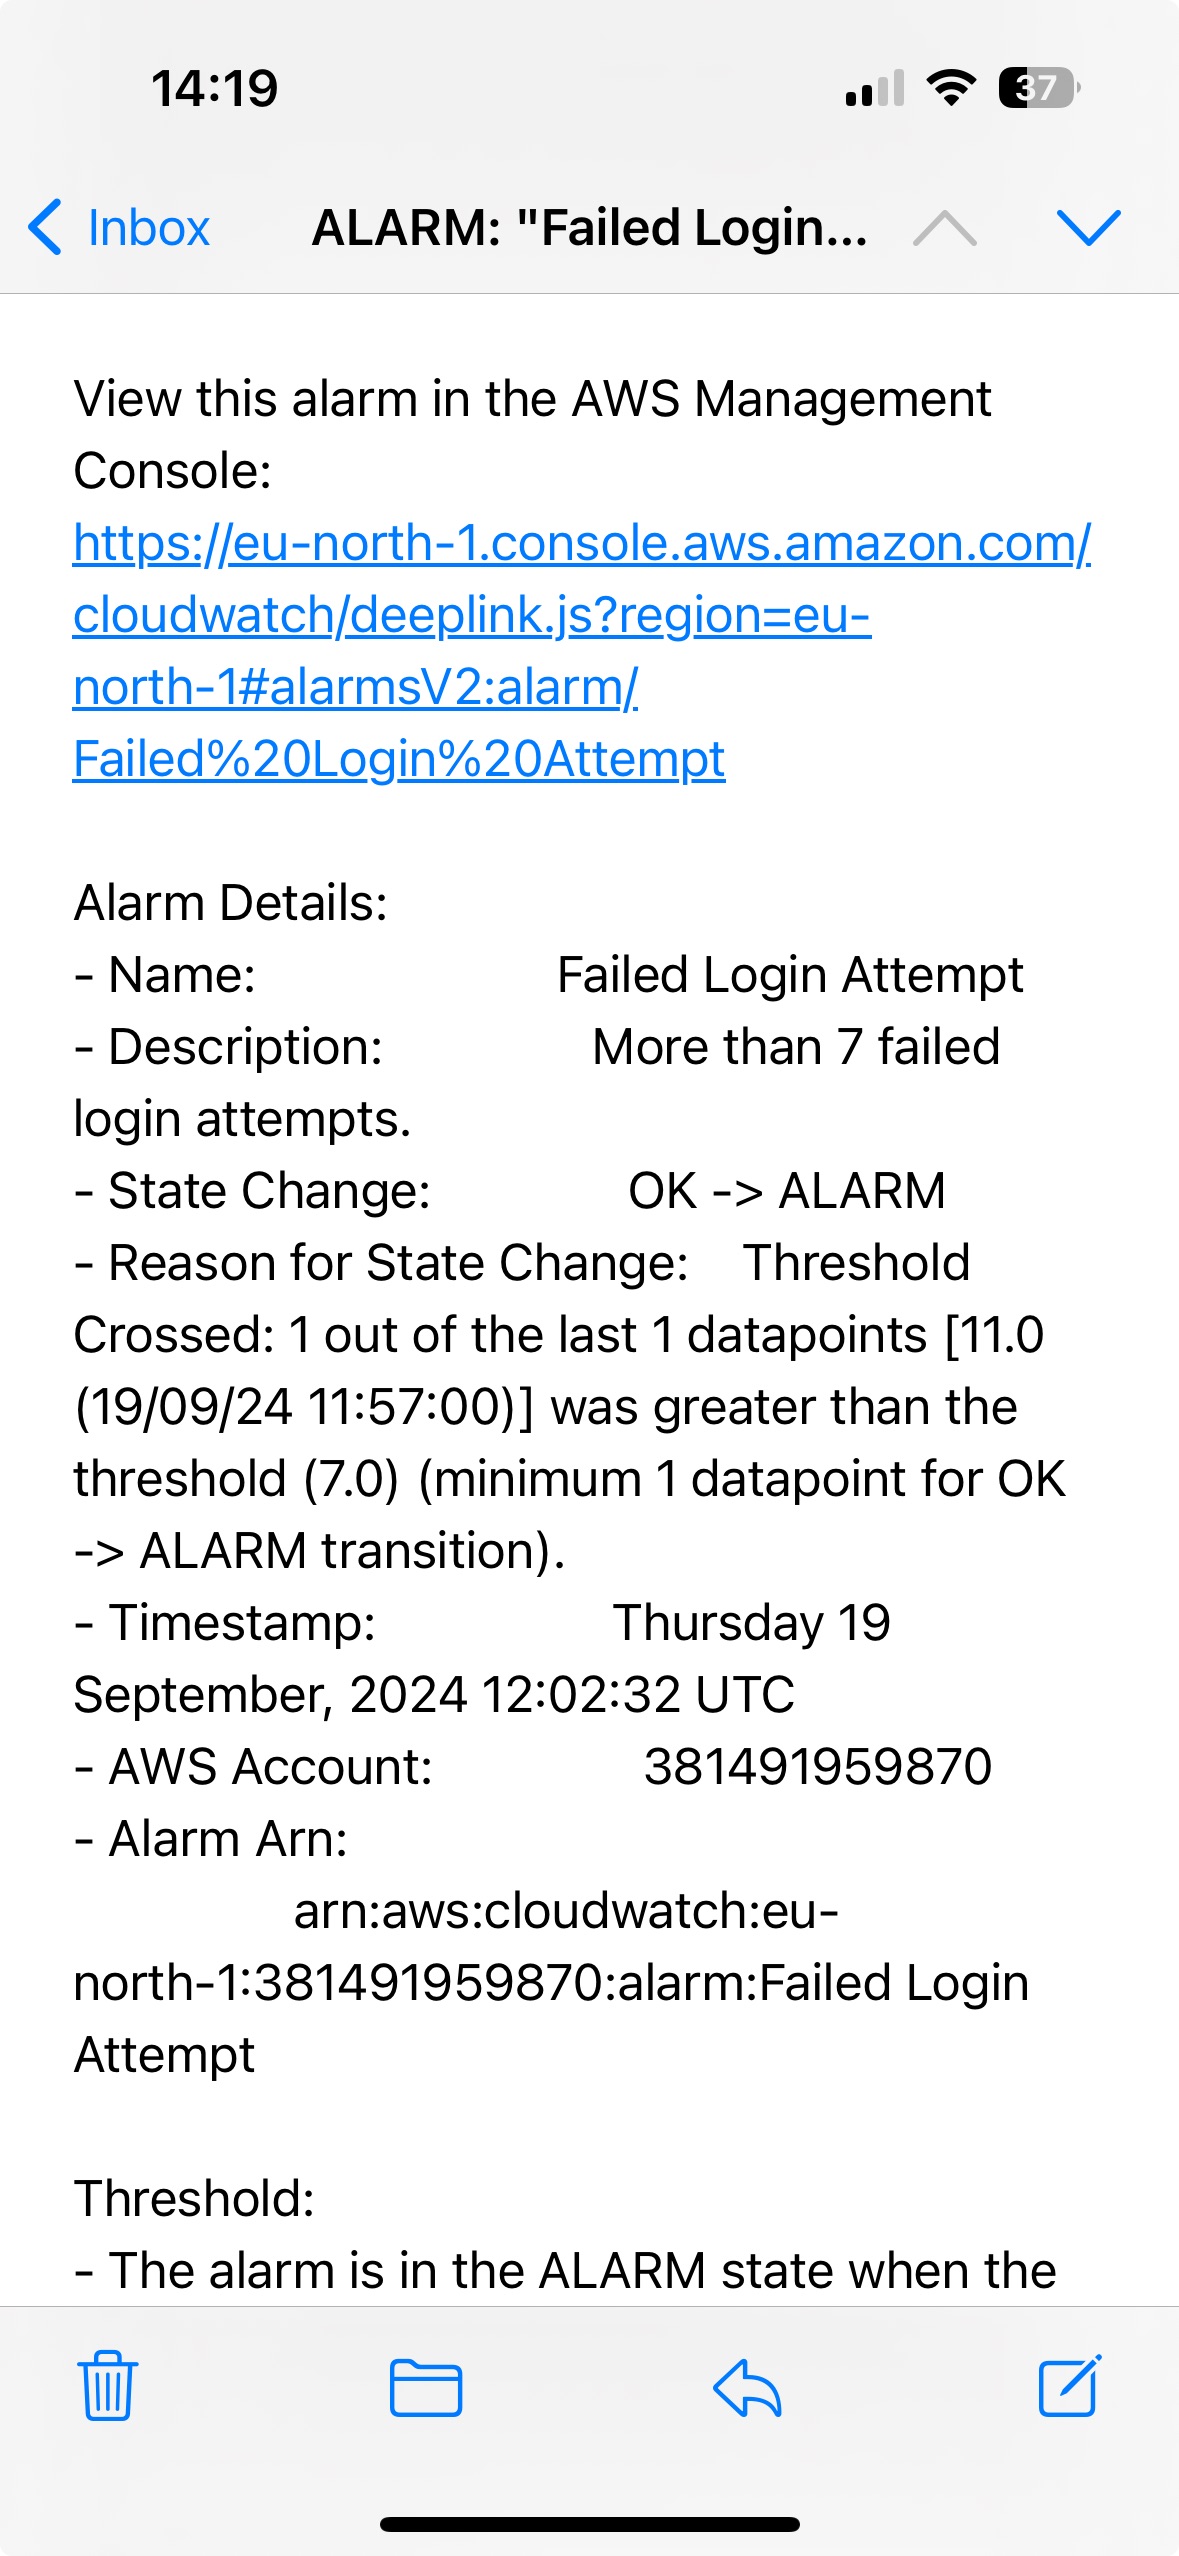 14:19
37
Inbox
ALARM: "Failed Login...
View this alarm in the AWS Management
Console:
https://eu-north-1.console.aws.amazon.com/
cloudwatch/deeplink.js?region=eu-
north-1#alarmsV2:alarm/
Failed%20Login%20Attempt
Alarm Details:
- Name: Failed Login Attempt
- Description: More than 7 failed
login attempts.
- State Change: OK -> ALARM
- Reason for State Change: Threshold
Crossed: 1 out of the last 1 datapoints [11.0
(19/09/24 11:57:00)] was greater than the
threshold (7.0) (minimum 1 datapoint for OK
-> ALARM transition).
- Timestamp: Thursday 19
September, 2024 12:02:32 UTC
- AWS Account: 381491959870
- Alarm Arn:
arn:aws:cloudwatch:eu-
north-1:381491959870:alarm:Failed Login
Attempt
Threshold:
- The alarm is in the ALARM state when the